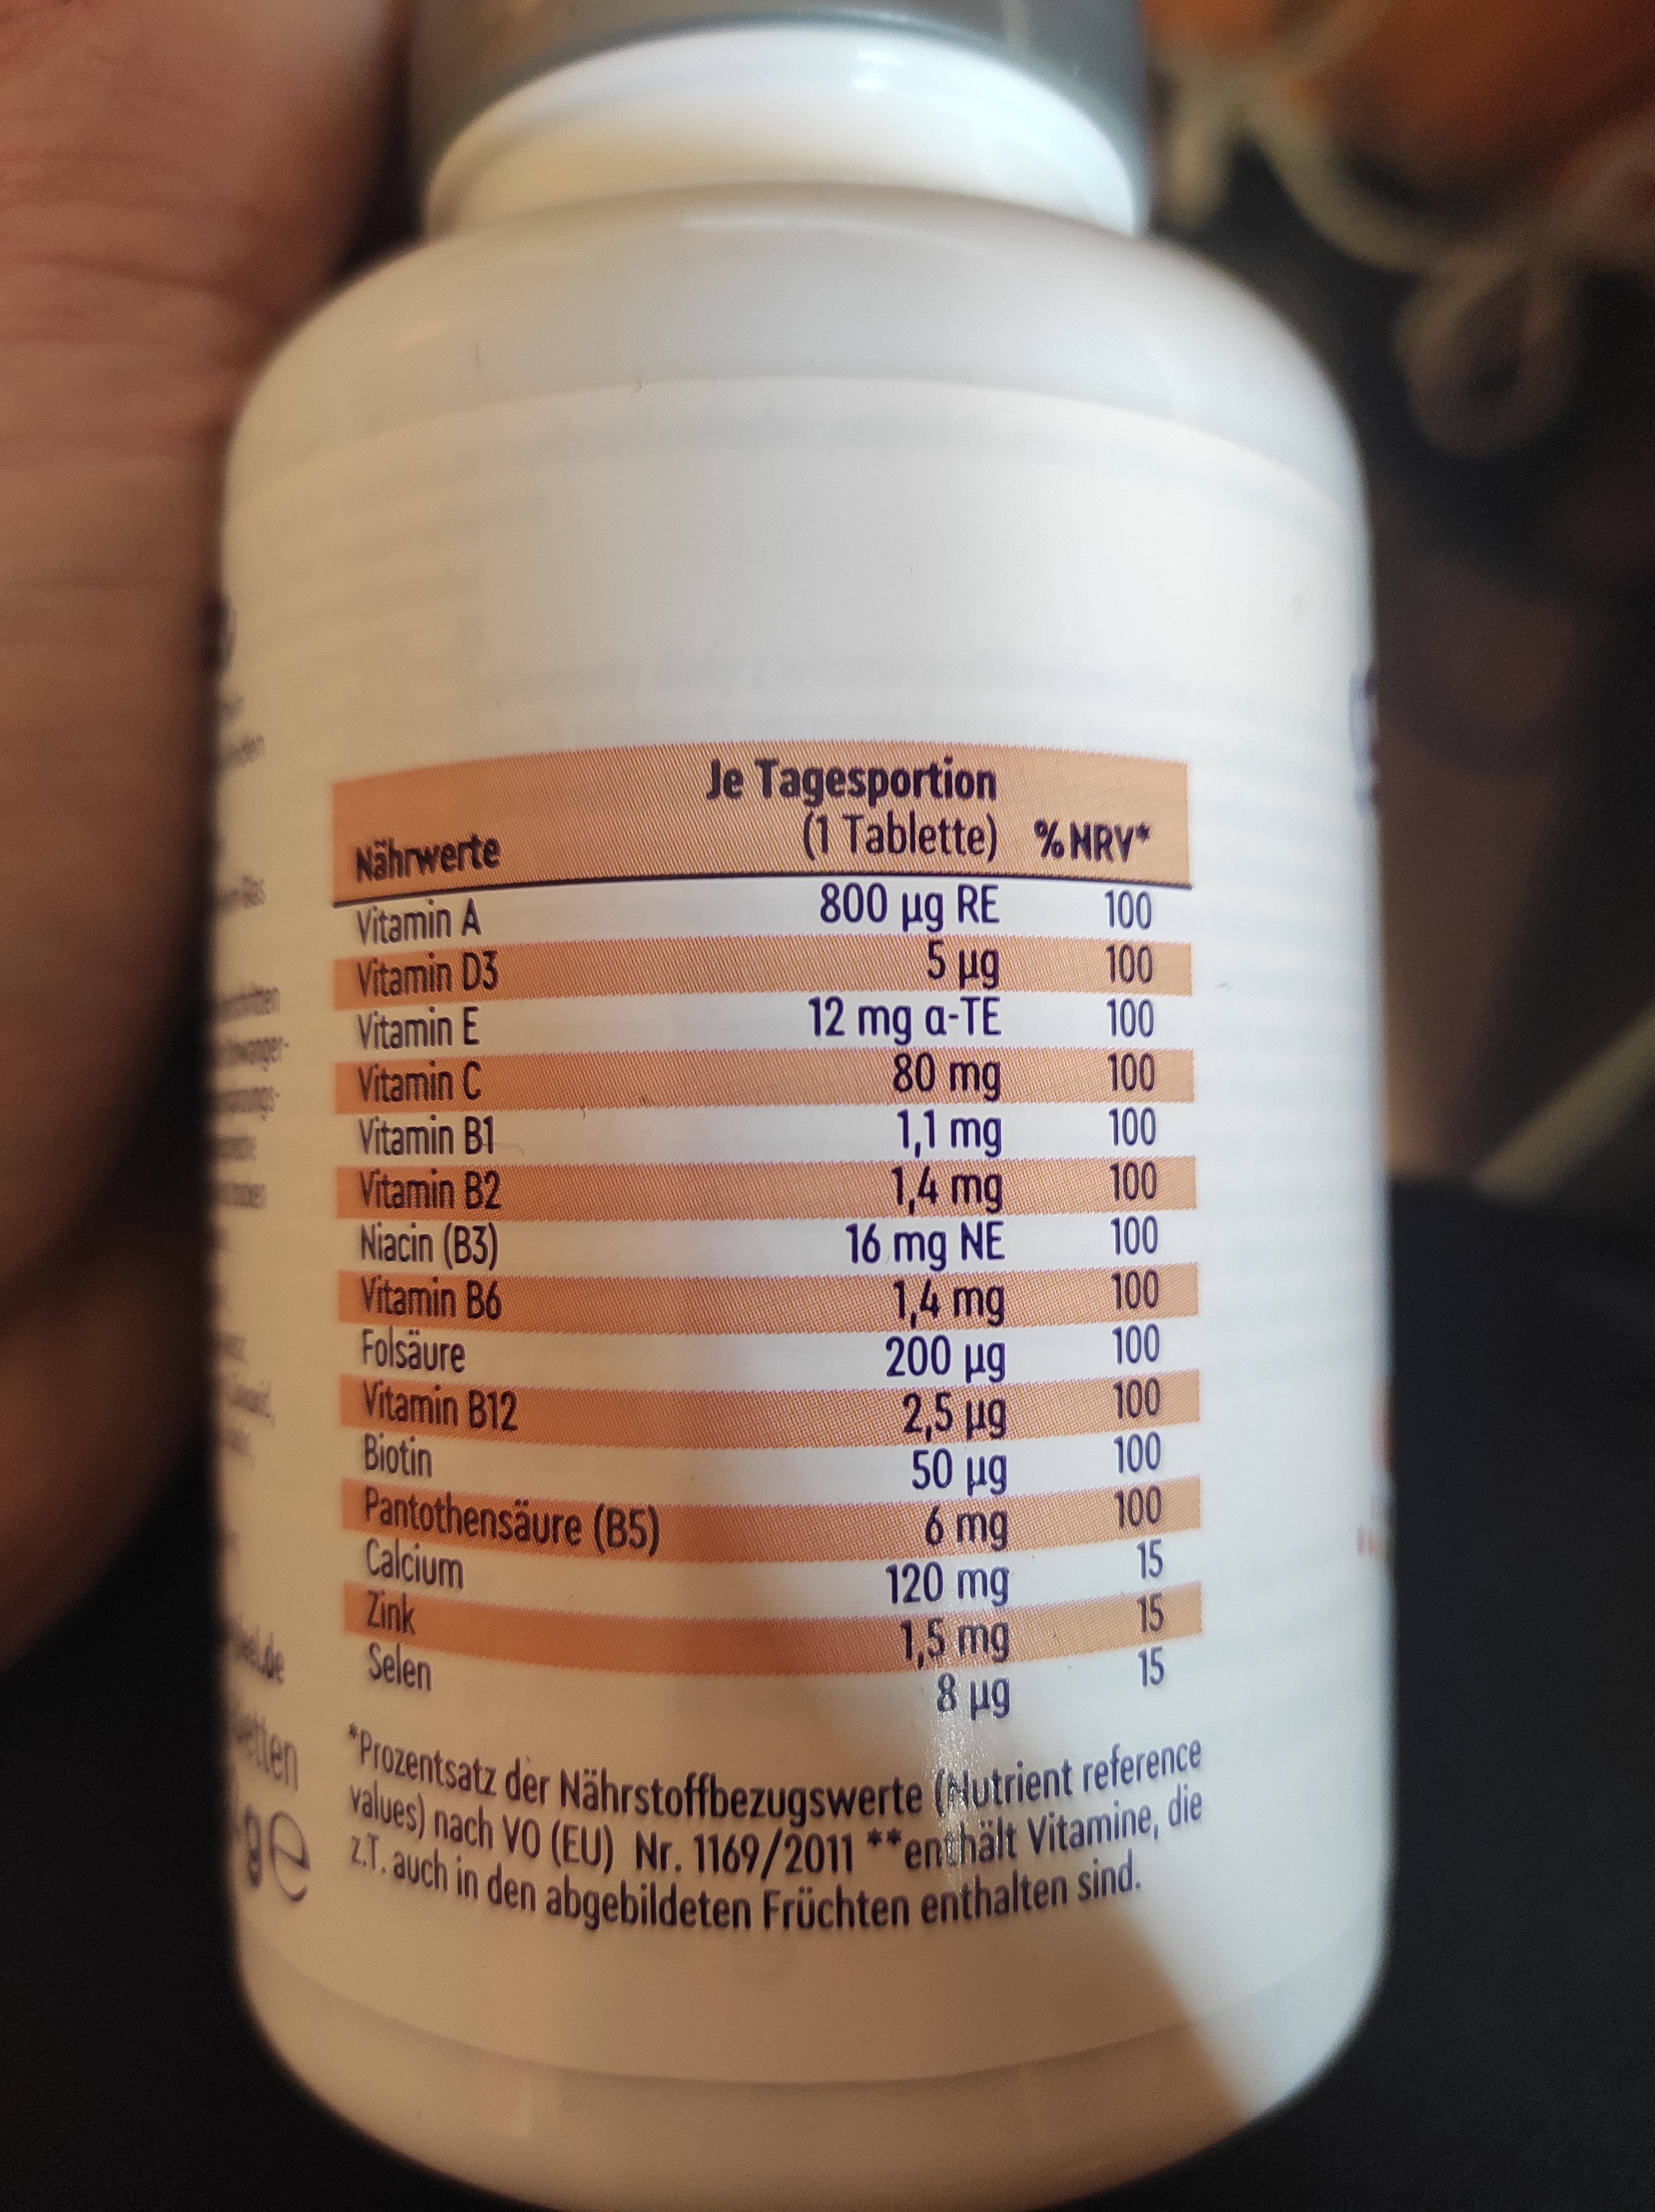 Je Tagesportion
Nährwerte (1 Tablette) % NRV*
Vitamin A 800 µg RE 100
Vitamin D3 5 µg 100
Vitamin E 12 mg α-TE 100
Vitamin C 80 mg 100
Vitamin B1 1,1 mg 100
Vitamin B2 1,4 mg 100
Niacin (B3) 16 mg NE 100
Vitamin B6 1,4 mg 100
Folsäure 200 µg 100
Vitamin B12 2,5 µg 100
Biotin 50 µg 100
Pantothensäure (B5) 6 mg 100
Calcium 120 mg 15
Zink 1,5 mg 15
Selen 8 µg 15
*Prozentsatz der Nährstoffbezugswerte (Nutrient reference
values) nach VO (EU) Nr. 1169/2011 **enthält Vitamine, die
z.T. auch in den abgebildeten Früchten enthalten sind.